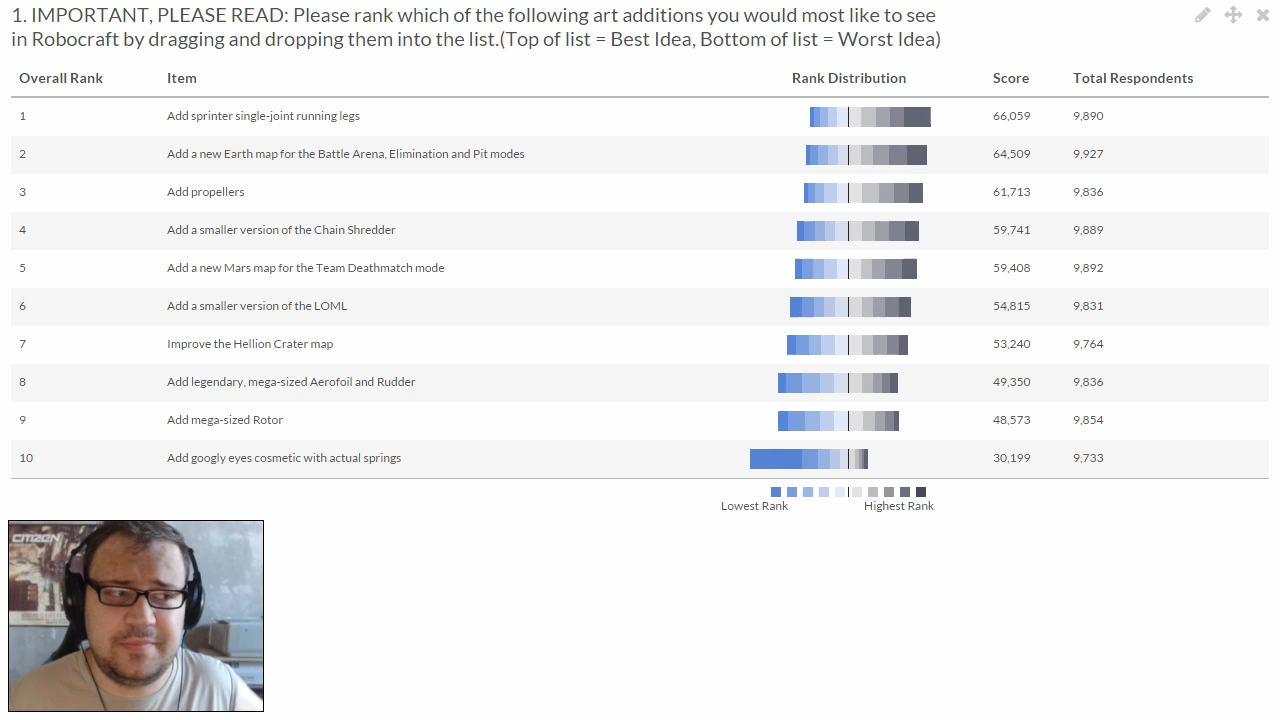 1. IMPORTANT, PLEASE READ: Please rank which of the following art additions you would most like to see
in Robocraft by dragging and dropping them into the list.(Top of list = Best Idea, Bottom of list = Worst Idea)
Overall Rank Item Rank Distribution Score Total Respondents
1 Add sprinter single-joint running legs 66,059 9,890
2 Add a new Earth map for the Battle Arena, Elimination and Pit modes 64,509 9,927
3 Add propellers 61,713 9,836
4 Add a smaller version of the Chain Shredder 59,741 9,889
5 Add a new Mars map for the Team Deathmatch mode 59,408 9,892
6 Add a smaller version of the LOML 54,815 9,831
7 Improve the Hellion Crater map 53,240 9,764
8 Add legendary, mega-sized Aerofoil and Rudder 49,350 9,836
9 Add mega-sized Rotor 48,573 9,854
10 Add googly eyes cosmetic with actual springs 30,199 9,733
Lowest Rank Highest Rank
CITIZEN